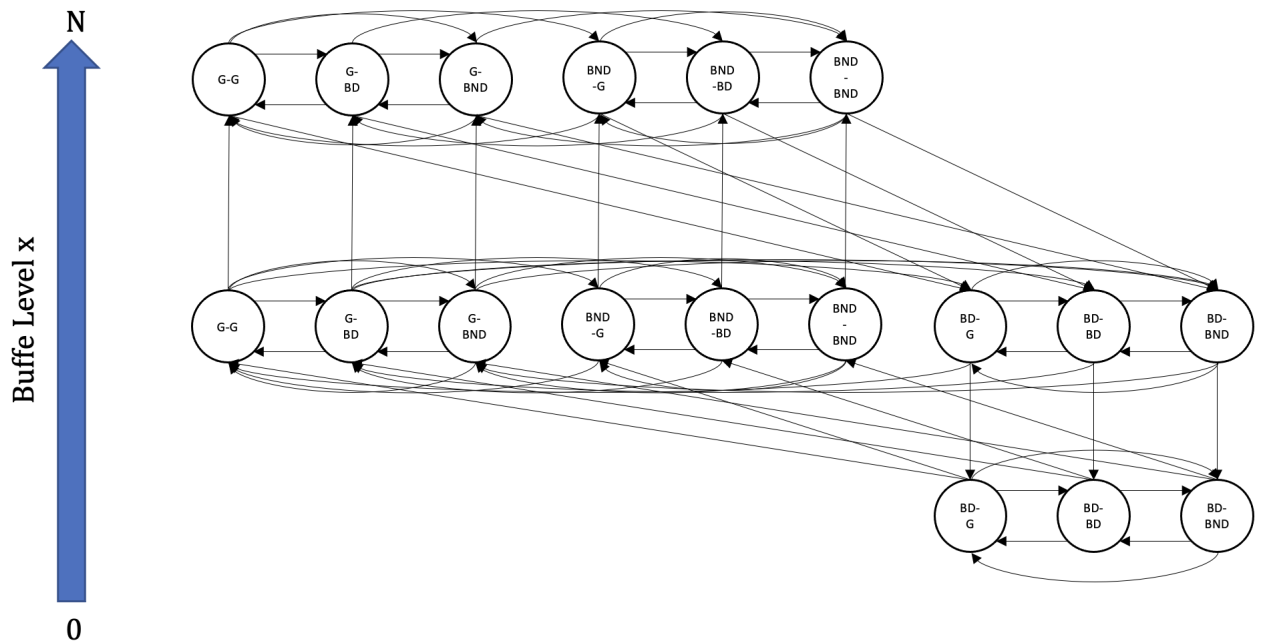 N
G-G
G-
BD
G-
BND
BND
-G
BND
-BD
BND
-
BND
Buffe Level x
G-G
G-
BD
G-
BND
BND
-G
BND
-BD
BND
-
BND
BD-
G
BD-
BD
BD-
BND
BD-
G
BD-
BD
BD-
BND
0